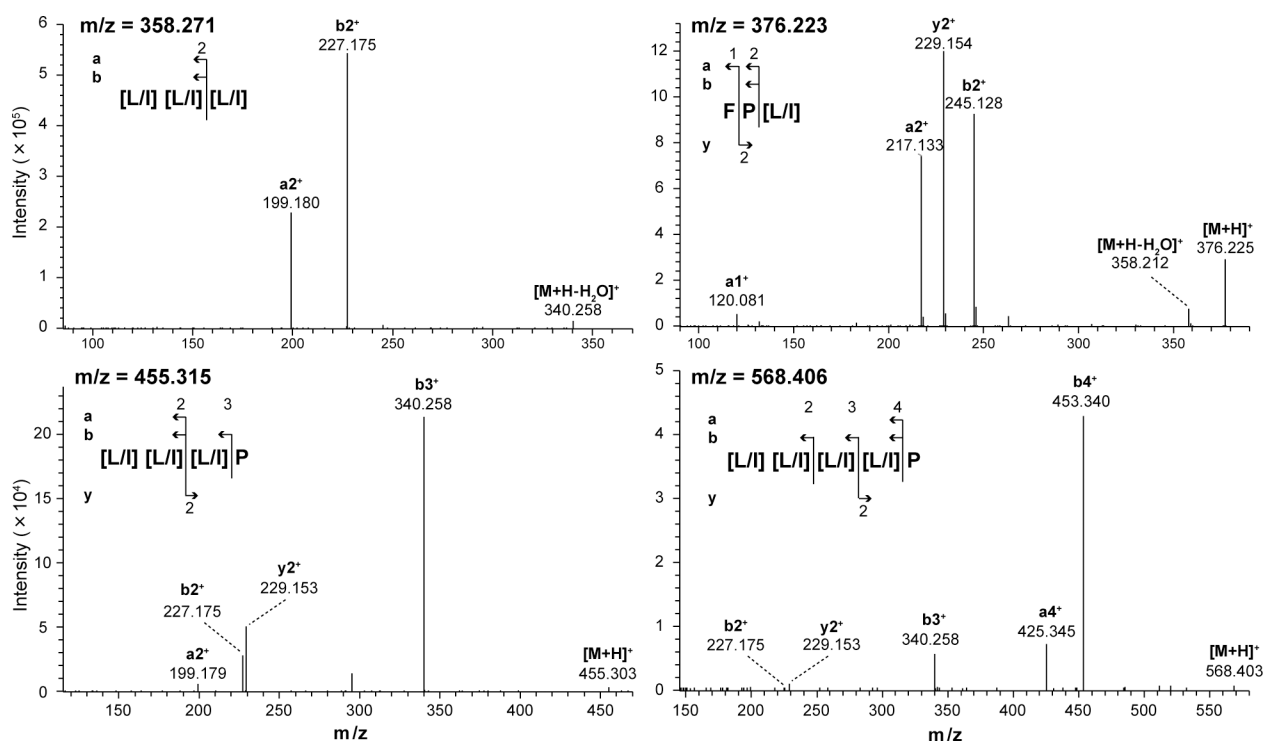 m/z = 358.271
Intensity ( × 10⁵)
6
5
4
3
2
1
0
100
150
200
250
300
350
a
b
2
[L/I] [L/I] [L/I]
b2⁺
227.175
a2⁺
199.180
[M+H-H₂O]⁺
340.258
m/z = 376.223
12
10
8
6
4
2
0
100
150
200
250
300
350
a
b
1 2
F P [L/I]
y
2
y2⁺
229.154
b2⁺
245.128
a2⁺
217.133
a1⁺
120.081
[M+H-H₂O]⁺
358.212
[M+H]⁺
376.225
m/z = 455.315
Intensity ( × 10⁴)
20
15
10
5
0
150
200
250
300
350
400
450
m/z
a
b
2 3
[L/I] [L/I] [L/I] P
y
2
b3⁺
340.258
y2⁺
229.153
b2⁺
227.175
a2⁺
199.179
[M+H]⁺
455.303
m/z = 568.406
5
4
3
2
1
0
150
200
250
300
350
400
450
500
550
m/z
a
b
2 3 4
[L/I] [L/I] [L/I] [L/I] P
y
2
b4⁺
453.340
b2⁺
227.175
y2⁺
229.153
b3⁺
340.258
a4⁺
425.345
[M+H]⁺
568.403